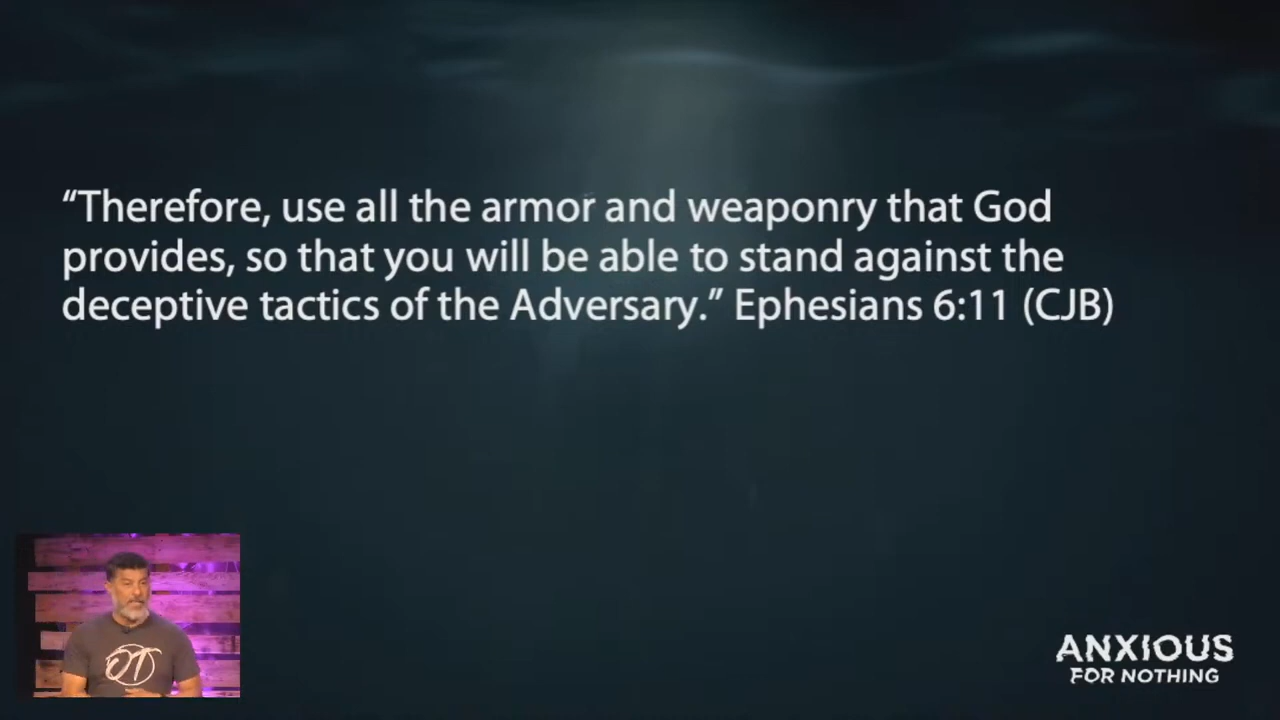 “Therefore, use all the armor and weaponry that God
provides, so that you will be able to stand against the
deceptive tactics of the Adversary.” Ephesians 6:11 (CJB)
OT
ANXIOUS
FOR NOTHING